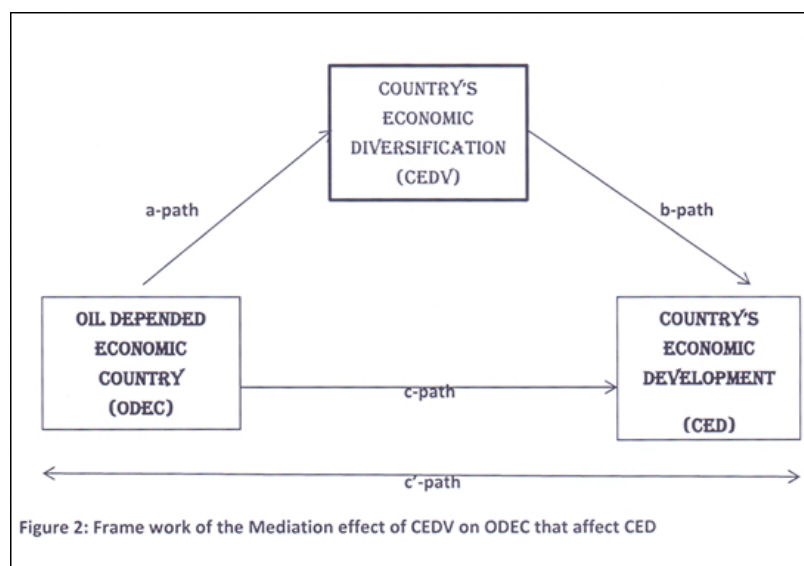 COUNTRY'S
ECONOMIC
DIVERSIFICATION
(CEDV)
a-path
b-path
OIL DEPENDED
ECONOMIC
COUNTRY
(ODEC)
COUNTRY'S
ECONOMIC
DEVELOPMENT
(CED)
c-path
c'-path
Figure 2: Frame work of the Mediation effect of CEDV on ODEC that affect CED